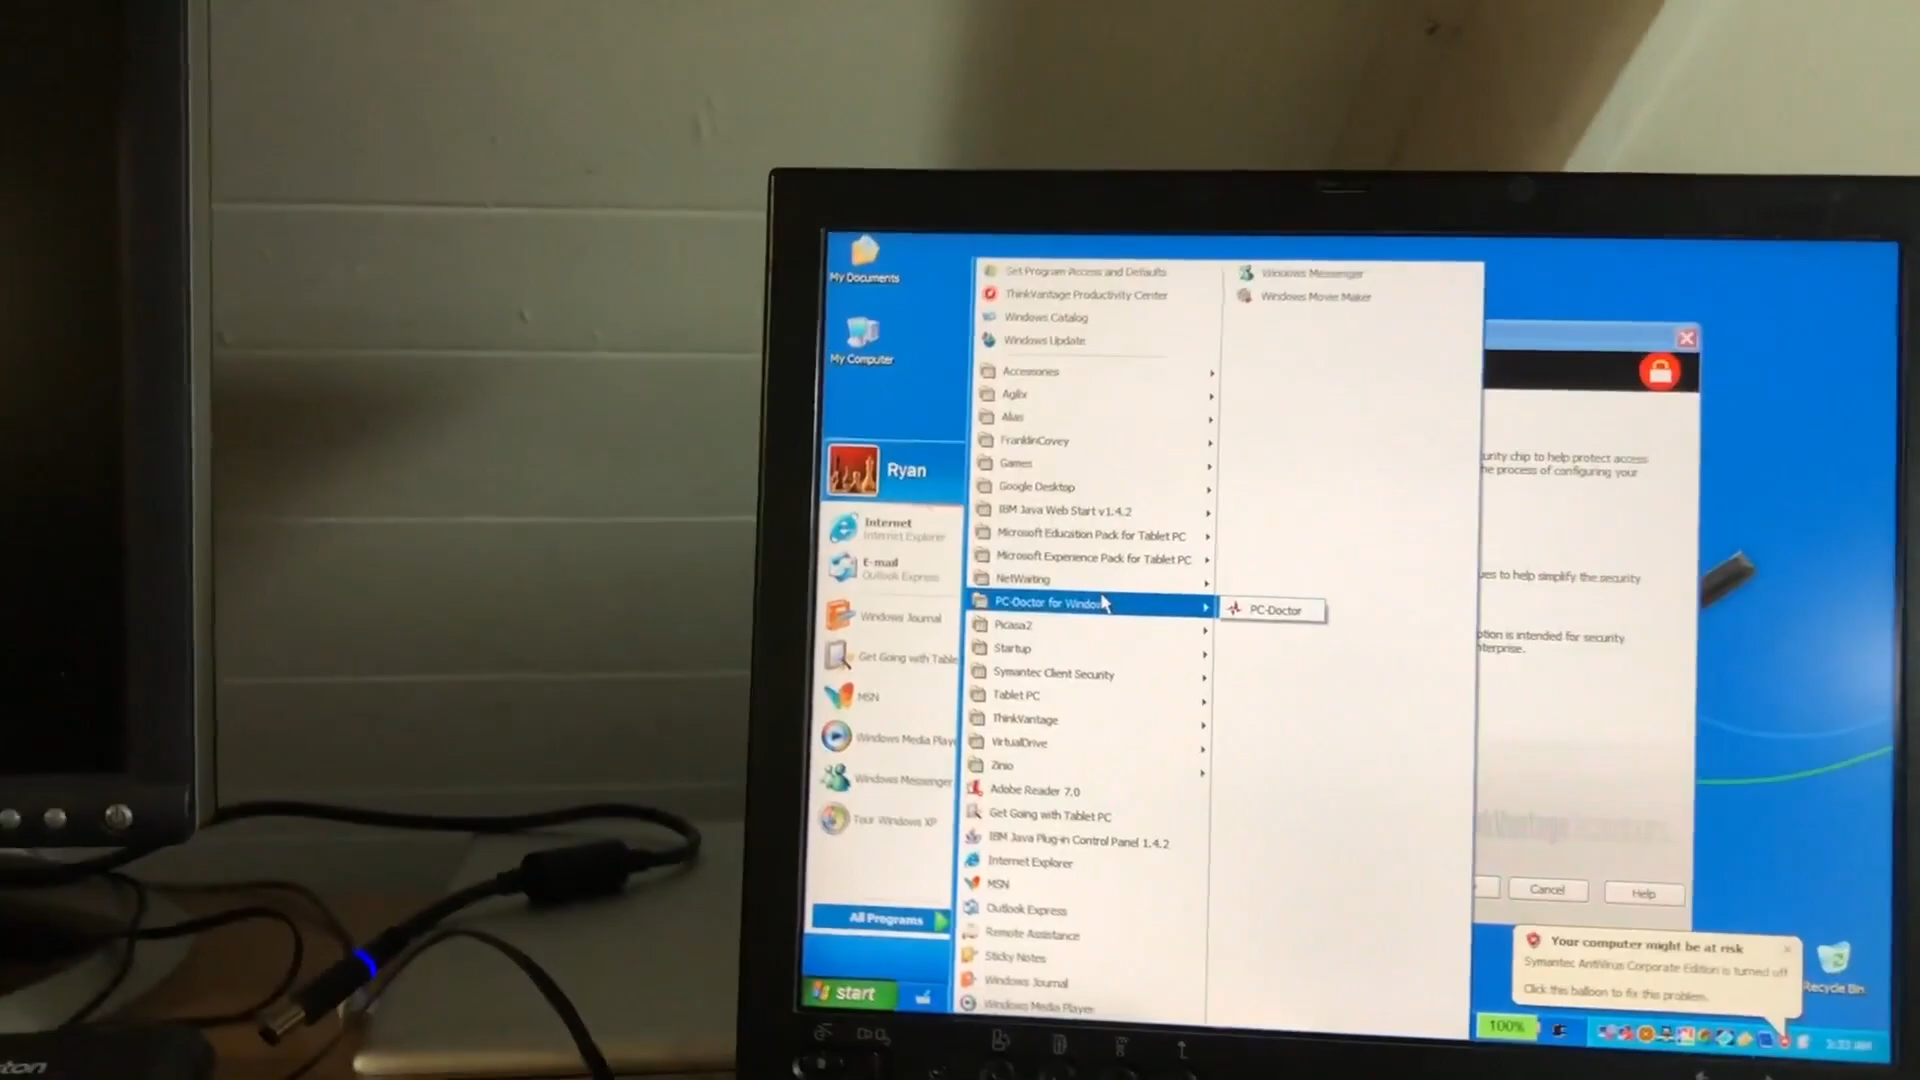 My Documents
My Computer
Ryan
Internet
Internet Explorer
E-mail
Outlook Express
Windows Journal
Get Going with Table
MSN
Windows Media Play
Windows Messenger
Tour Windows XP
All Programs
start
Set Program Access and Defaults
ThinkVantage Productivity Center
Windows Catalog
Windows Update
Accessories
Agilix
Alias
FranklinCovey
Games
Google Desktop
IBM Java Web Start v1.4.2
Microsoft Education Pack for Tablet PC
Microsoft Experience Pack for Tablet PC
NetWaiting
PC-Doctor for Window
Picasa2
Startup
Symantec Client Security
Tablet PC
ThinkVantage
VirtualDrive
Zinio
Adobe Reader 7.0
Get Going with Tablet PC
IBM Java Plug-in Control Panel 1.4.2
Internet Explorer
MSN
Outlook Express
Remote Assistance
Sticky Notes
Windows Journal
Windows Media Player
Windows Messenger
Windows Movie Maker
PC-Doctor
urity chip to help protect access
he process of configuring your
ues to help simplify the security
ption is intended for security
nterprise.
Cancel
Help
Your computer might be at risk
Symantec AntiVirus Corporate Edition is turned off
Click this balloon to fix this problem.
Recycle Bin
100%